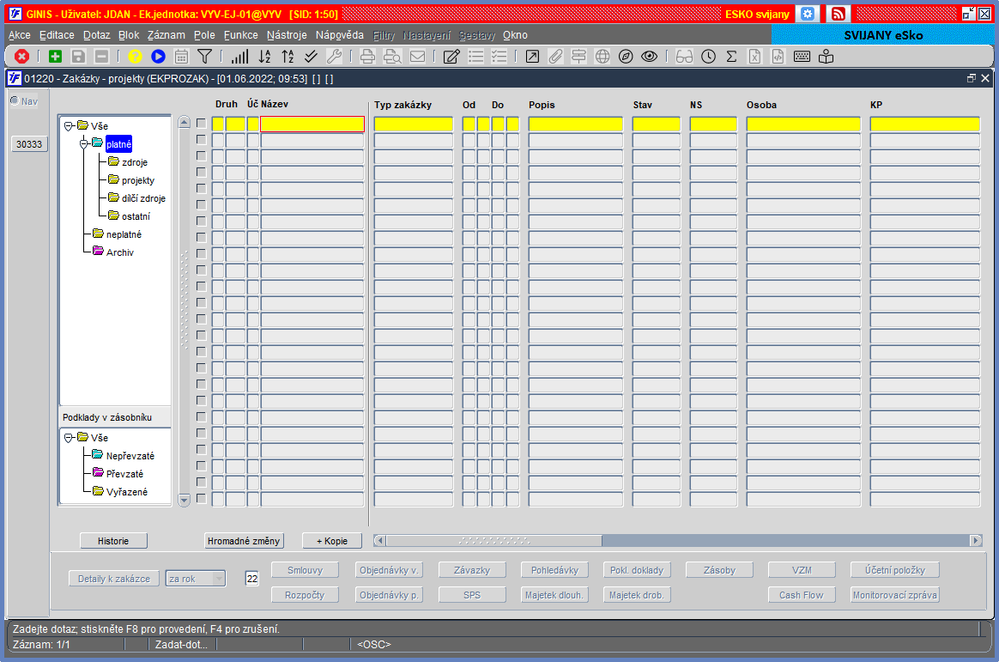 GINIS - Uživatel: JDAN - Ek.jednotka: VYV-EJ-01@VYV [SID: 1:50]
ESKO svijany
Akce Editace Dotaz Blok Záznam Pole Funkce Nástroje Nápověda Filtry Nastavení Sestavy Okno
SVIJANY eSko
01220 - Zakázky - projekty (EKPROZAK) - [01.06.2022; 09:53] [ ] [ ]
Nav
30333
Vše
platné
zdroje
projekty
dílčí zdroje
ostatní
neplatné
Archiv
Podklady v zásobníku
Vše
Nepřevzaté
Převzaté
Vyřazené
Druh Úč Název Typ zakázky Od Do Popis Stav NS Osoba KP
Historie Hromadné změny + Kopie
Detaily k zakázce za rok 22
Smlouvy Objednávky v. Závazky Pohledávky Pokl. doklady Zásoby VZM Účetní položky
Rozpočty Objednávky p. SPS Majetek dlouh. Majetek drob. Cash Flow Monitorovací zpráva
Zadejte dotaz; stiskněte F8 pro provedení, F4 pro zrušení.
Záznam: 1/1 Zadat-dot... <OSC>